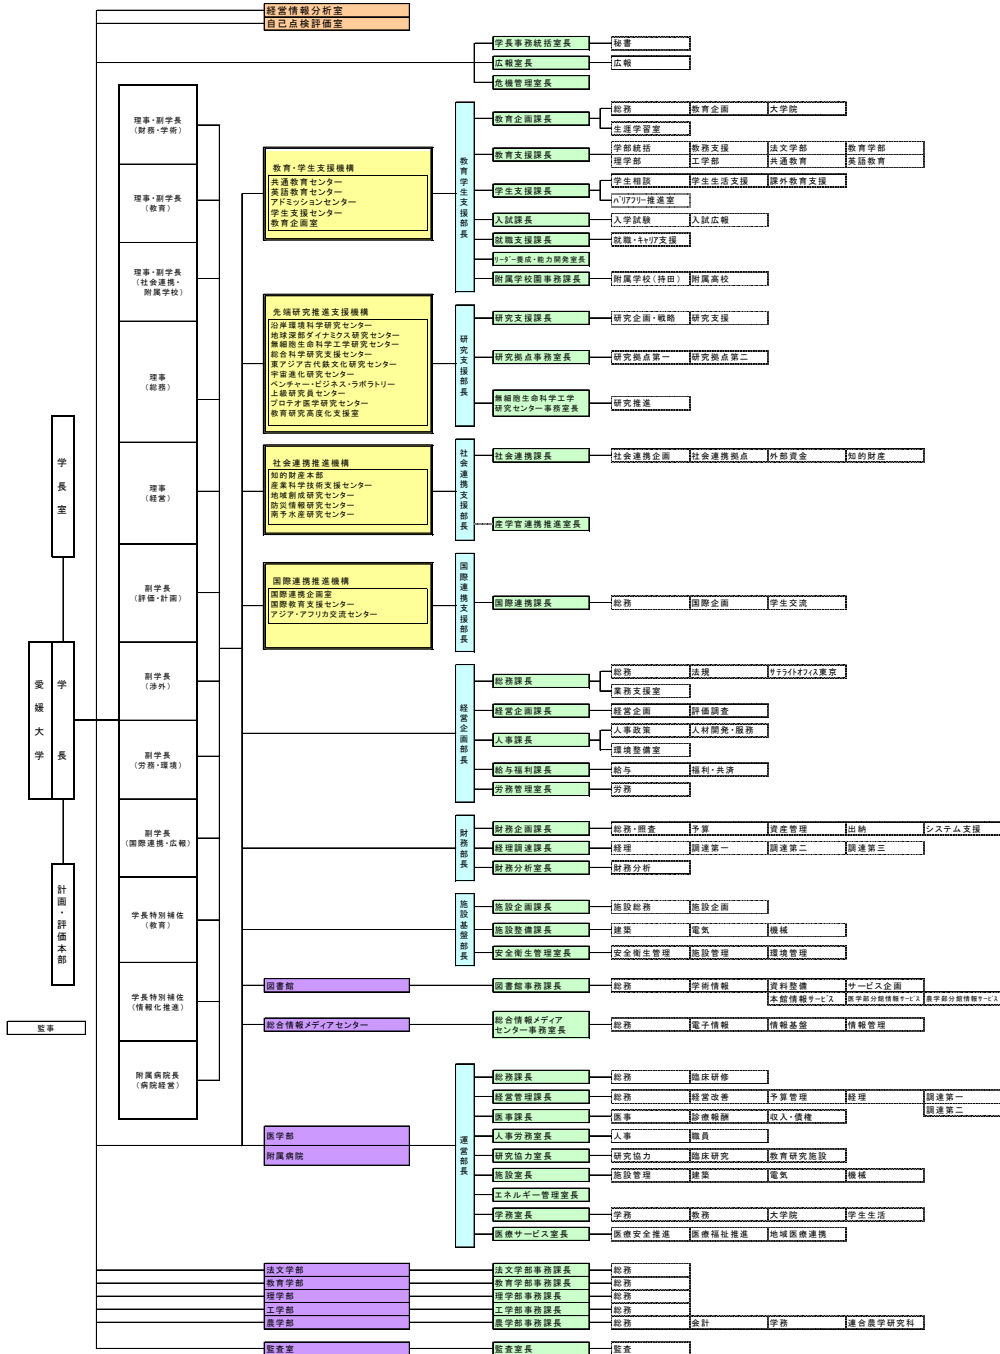 経営情報分析室
自己点検評価室
学長事務統括室長 秘書
広報室長 広報
危機管理室長
理事・副学長
(財務・学術)
理事・副学長
(教育)
理事・副学長
(社会連携・
附属学校)
理事
(総務)
理事
(経営)
副学長
(評価・計画)
副学長
(渉外)
副学長
(労務・環境)
副学長
(国際連携・広報)
学長特別補佐
(教育)
学長特別補佐
(情報化推進)
附属病院長
(病院経営)
学長室
愛媛大学
学長
計画・評価本部
監事
教育・学生支援機構
共通教育センター
英語教育センター
アドミッションセンター
学生支援センター
教育企画室
教育学生支援部長
教育企画課長 総務 教育企画 大学院
生涯学習室
教育支援課長 学部統括 教務支援 法文学部 教育学部
理学部 工学部 共通教育 英語教育
学生支援課長 学生相談 学生生活支援 課外教育支援
バリアフリー推進室
入試課長 入学試験 入試広報
就職支援課長 就職・キャリア支援
リーダー養成・能力開発室長
附属学校園事務課長 附属学校(持田) 附属高校
先端研究推進支援機構
沿岸環境科学研究センター
地球深部ダイナミクス研究センター
無細胞生命科学工学研究センター
総合科学研究支援センター
東アジア古代鉄文化研究センター
宇宙進化研究センター
ベンチャー・ビジネス・ラボラトリー
上級研究員センター
プロテオ医学研究センター
教育研究高度化支援室
研究支援部長
研究支援課長 研究企画・戦略 研究支援
研究拠点事務室長 研究拠点第一 研究拠点第二
無細胞生命科学工学
研究センター事務室長 研究推進
社会連携推進機構
知的財産本部
産業科学技術支援センター
地域創成研究センター
防災情報研究センター
南予水産研究センター
社会連携支援部長
社会連携課長 社会連携企画 社会連携拠点 外部資金 知的財産
産学官連携推進室長
国際連携推進機構
国際連携企画室
国際教育支援センター
アジア・アフリカ交流センター
国際連携支援部長
国際連携課長 総務 国際企画 学生交流
経営企画部長
総務課長 総務 法規 サテライトオフィス東京
業務支援室
経営企画課長 経営企画 評価調査
人事課長 人事政策 人材開発・服務
環境整備室
給与福利課長 給与 福利・共済
労務管理室長 労務
財務部長
財務企画課長 総務・照査 予算 資産管理 出納 システム支援
経理調達課長 経理 調達第一 調達第二 調達第三
財務分析室長 財務分析
施設基盤部長
施設企画課長 施設総務 施設企画
施設整備課長 建築 電気 機械
安全衛生管理室長 安全衛生管理 施設管理 環境管理
図書館 図書館事務課長 総務 学術情報 資料整備 サービス企画
本館情報サービス 医学部分館情報サービス 農学部分館情報サービス
総合情報メディアセンター 総合情報メディア
センター事務室長 総務 電子情報 情報基盤 情報管理
医学部
附属病院
運営部長
総務課長 総務 臨床研修
経営管理課長 総務 経営改善 予算管理 経理 調達第一
調達第二
医事課長 医事 診療報酬 収入・債権
人事労務室長 人事 職員
研究協力室長 研究協力 臨床研究 教育研究施設
施設室長 施設管理 建築 電気 機械
エネルギー管理室長
学務室長 学務 教務 大学院 学生生活
医療サービス室長 医療安全推進 医療福祉推進 地域医療連携
法文学部 法文学部事務課長 総務
教育学部 教育学部事務課長 総務
理学部 理学部事務課長 総務
工学部 工学部事務課長 総務
農学部 農学部事務課長 総務 会計 学務 連合農学研究科
監査室 監査室長 監査